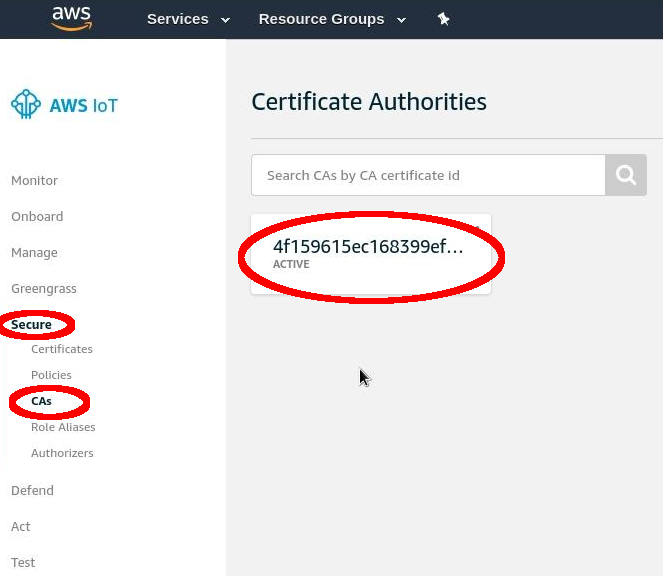 aws
Services
Resource Groups
AWS IoT
Monitor
Onboard
Manage
Greengrass
Secure
Certificates
Policies
CAs
Role Aliases
Authorizers
Defend
Act
Test
Certificate Authorities
Search CAs by CA certificate id
4f159615ec168399ef...
ACTIVE